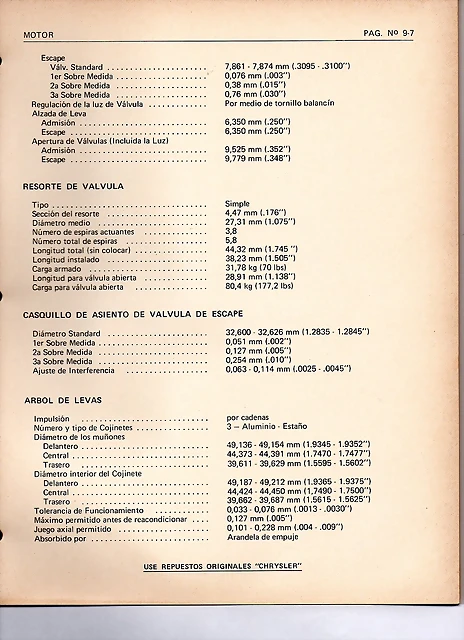 MOTOR PAG. Nº 9-7
Escape
Válv. Standard . . . . . . . . . . . . . . . . . . . . 7,861 - 7,874 mm (.3095 - .3100")
1er Sobre Medida . . . . . . . . . . . . . . . . . . 0,076 mm (.003")
2a Sobre Medida . . . . . . . . . . . . . . . . . . 0,38 mm (.015")
3a Sobre Medida . . . . . . . . . . . . . . . . . . 0,76 mm (.030")
Regulación de la luz de Válvula . . . . . . . . . . . . Por medio de tornillo balancín
Alzada de Leva
Admisión . . . . . . . . . . . . . . . . . . . . . . 6,350 mm (.250")
Escape . . . . . . . . . . . . . . . . . . . . . . . 6,350 mm (.250")
Apertura de Válvulas (Incluida la Luz)
Admisión . . . . . . . . . . . . . . . . . . . . . . 9,525 mm (.352")
Escape . . . . . . . . . . . . . . . . . . . . . . . 9,779 mm (.348")
RESORTE DE VALVULA
Tipo . . . . . . . . . . . . . . . . . . . . . . . . Simple
Sección del resorte . . . . . . . . . . . . . . . . . 4,47 mm (.176")
Diámetro medio . . . . . . . . . . . . . . . . . . . 27,31 mm (1.075")
Número de espiras actuantes . . . . . . . . . . . . . 3,8
Número total de espiras . . . . . . . . . . . . . . . 5,8
Longitud total (sin colocar) . . . . . . . . . . . . . 44,32 mm (1.745 ")
Longitud instalado . . . . . . . . . . . . . . . . . 38,23 mm (1.505")
Carga armado . . . . . . . . . . . . . . . . . . . . 31,78 kg (70 lbs)
Longitud para válvula abierta . . . . . . . . . . . . 28,91 mm (1.138")
Carga para válvula abierta . . . . . . . . . . . . . 80,4 kg (177,2 lbs)
CASQUILLO DE ASIENTO DE VALVULA DE ESCAPE
Diámetro Standard . . . . . . . . . . . . . . . . . . 32,600 - 32,626 mm (1.2835 - 1.2845")
1er Sobre Medida . . . . . . . . . . . . . . . . . . 0,051 mm (.002")
2a Sobre Medida . . . . . . . . . . . . . . . . . . 0,127 mm (.005")
3a Sobre Medida . . . . . . . . . . . . . . . . . . 0,254 mm (.010")
Ajuste de Interferencia . . . . . . . . . . . . . . . 0,063 - 0,114 mm (.0025 - .0045")
ARBOL DE LEVAS
Impulsión . . . . . . . . . . . . . . . . . . . . . . por cadenas
Número y tipo de Cojinetes . . . . . . . . . . . . . 3 – Aluminio - Estaño
Diámetro de los muñones
Delantero . . . . . . . . . . . . . . . . . . . . . . 49,136 - 49,154 mm (1.9345 - 1.9352")
Central . . . . . . . . . . . . . . . . . . . . . . . 44,373 - 44,391 mm (1.7470 - 1.7477")
Trasero . . . . . . . . . . . . . . . . . . . . . . . 39,611 - 39,629 mm (1.5595 - 1.5602")
Diámetro interior del Cojinete
Delantero . . . . . . . . . . . . . . . . . . . . . . 49,187 - 49,212 mm (1.9365 - 1.9375")
Central . . . . . . . . . . . . . . . . . . . . . . . 44,424 - 44,450 mm (1,7490 - 1.7500")
Trasero . . . . . . . . . . . . . . . . . . . . . . . 39,662 - 39,687 mm (1.5615 - 1.5625")
Tolerancia de Funcionamiento . . . . . . . . . . . . 0,033 - 0,076 mm (.0013 - .0030")
Máximo permitido antes de reacondicionar . . . . 0,127 mm (.005")
Juego axial permitido . . . . . . . . . . . . . . . . 0,101 - 0,228 mm (.004 - .009")
Absorbido por . . . . . . . . . . . . . . . . . . . . Arandela de empuje
USE REPUESTOS ORIGINALES "CHRYSLER"